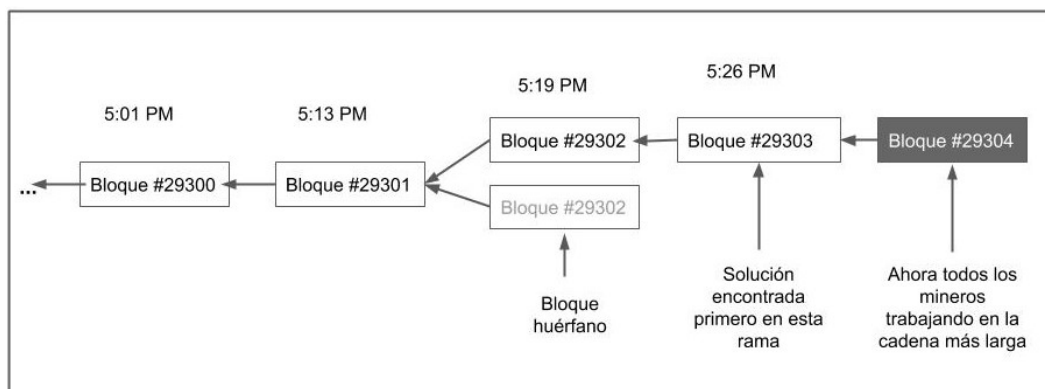 5:01 PM
5:13 PM
5:19 PM
5:26 PM
...
Bloque #29300
Bloque #29301
Bloque #29302
Bloque #29303
Bloque #29304
Bloque #29302
Bloque
huérfano
Solución
encontrada
primero en esta
rama
Ahora todos los
mineros
trabajando en la
cadena más larga